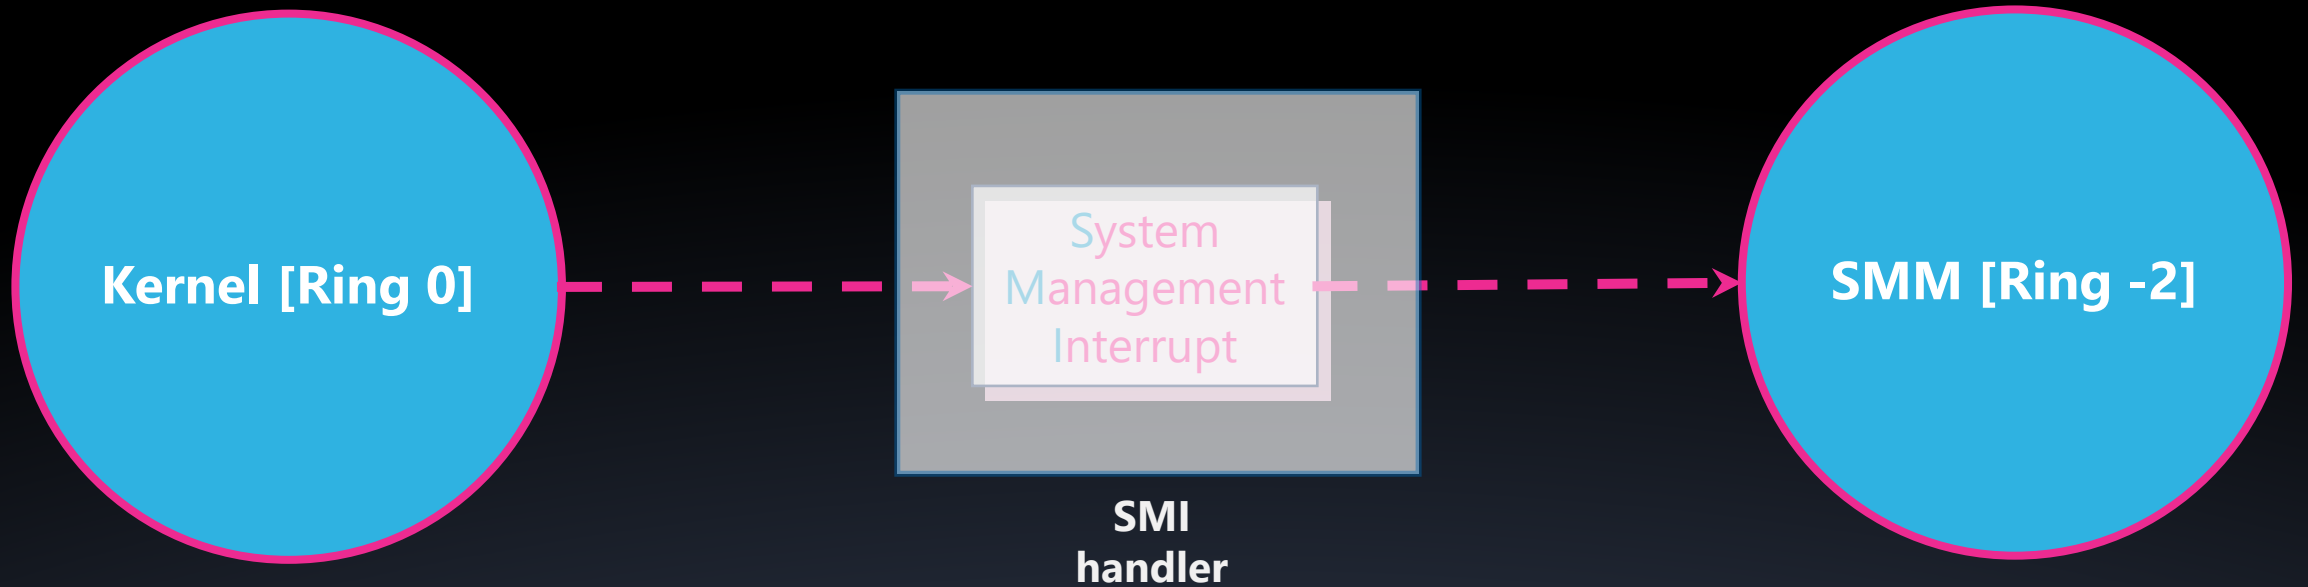 Kernel [Ring 0]
System
Management
Interrupt
SMM [Ring -2]
SMI
handler